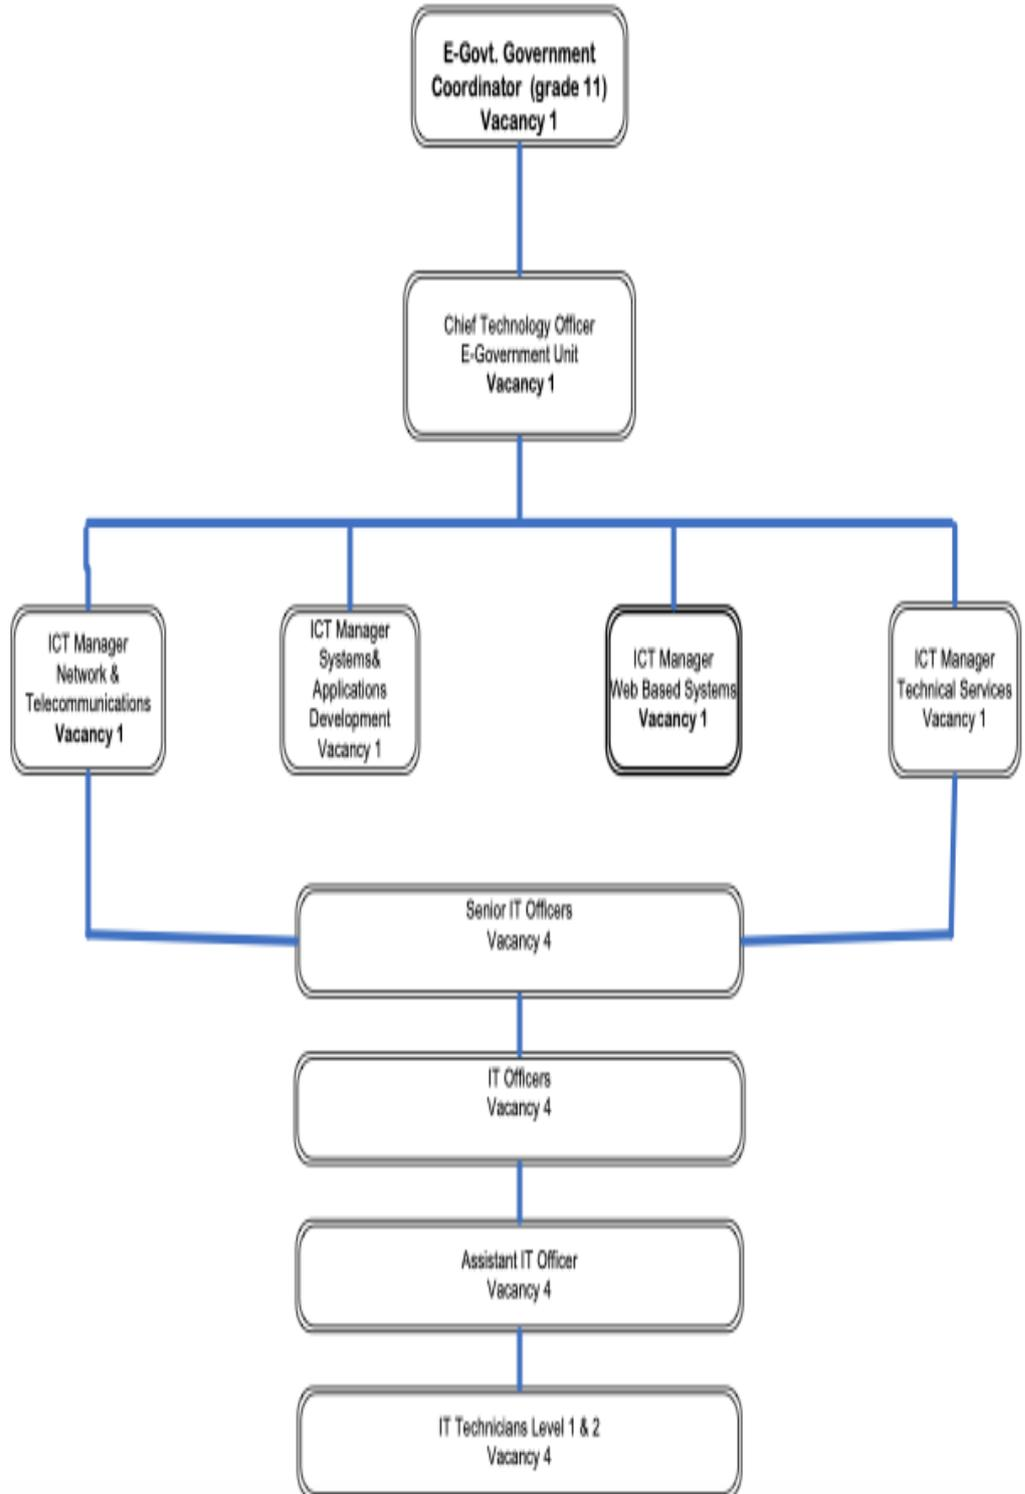 E-Govt. Government
Coordinator (grade 11)
Vacancy 1
Chief Technology Officer
E-Government Unit
Vacancy 1
ICT Manager
Network &
Telecommunications
Vacancy 1
ICT Manager
Systems&
Applications
Development
Vacancy 1
ICT Manager
Web Based Systems
Vacancy 1
ICT Manager
Technical Services
Vacancy 1
Senior IT Officers
Vacancy 4
IT Officers
Vacancy 4
Assistant IT Officer
Vacancy 4
IT Technicians Level 1 & 2
Vacancy 4